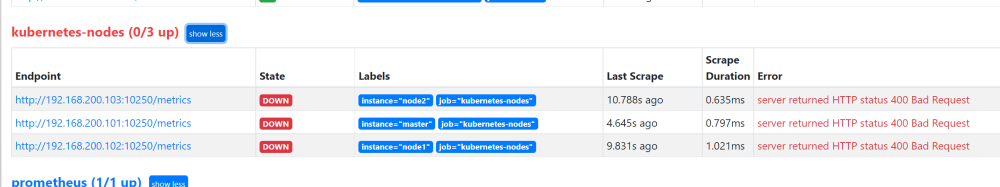 kubernetes-nodes (0/3 up) show less
Endpoint State Labels Last Scrape Scrape Duration Error
http://192.168.200.103:10250/metrics DOWN instance="node2" job="kubernetes-nodes" 10.788s ago 0.635ms server returned HTTP status 400 Bad Request
http://192.168.200.101:10250/metrics DOWN instance="master" job="kubernetes-nodes" 4.645s ago 0.797ms server returned HTTP status 400 Bad Request
http://192.168.200.102:10250/metrics DOWN instance="node1" job="kubernetes-nodes" 9.831s ago 1.021ms server returned HTTP status 400 Bad Request
prometheus (1/1 up) show less